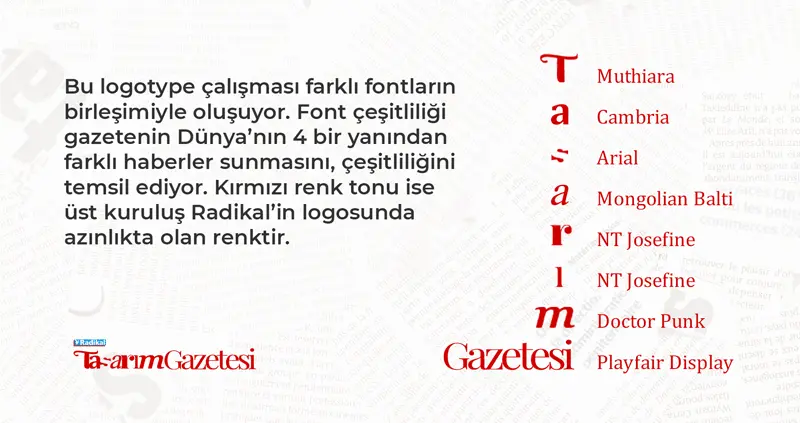 Bu logotype çalışması farklı fontların
birleşimiyle oluşuyor. Font çeşitliliği
gazetenin Dünya’nın 4 bir yanından
farklı haberler sunmasını, çeşitliliğini
temsil ediyor. Kırmızı renk tonu ise
üst kuruluş Radikal’in logosunda
azınlıkta olan renktir.
Radikal
Tasarım Gazetesi
T Muthiara
a Cambria
s Arial
a Mongolian Balti
r NT Josefine
ı NT Josefine
m Doctor Punk
Gazetesi Playfair Display